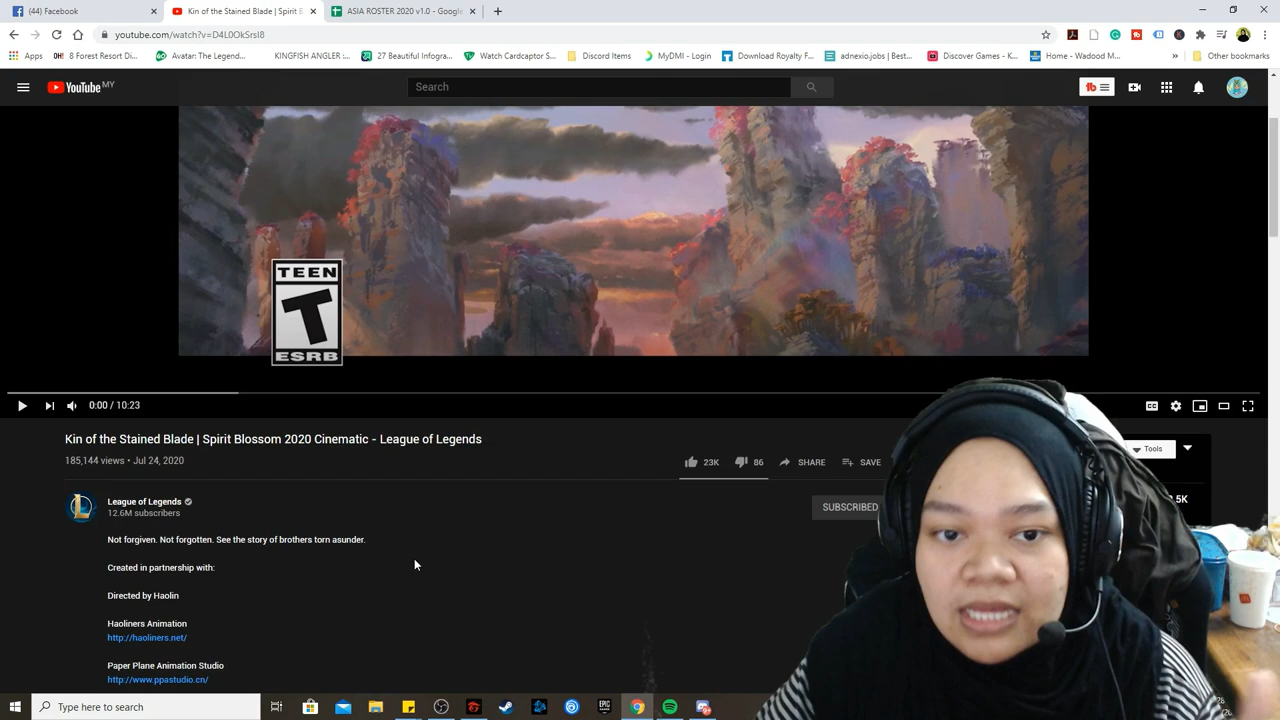 (44) Facebook
Kin of the Stained Blade | Spirit B
ASIA ROSTER 2020 v1.0 - Google
youtube.com/watch?v=D4L0OkSrsI8
Apps
OH! 8 Forest Resort Di...
Avatar: The Legend...
KINGFISH ANGLER :...
27 Beautiful Infogra...
Watch Cardcaptor S...
Discord Items
MyDMI - Login
Download Royalty F...
adnexio.jobs | Best...
Discover Games - K...
Home - Wadood M...
»
Other bookmarks
YouTube MY
Search
TEEN
T
ESRB
0:00 / 10:23
CC
Kin of the Stained Blade | Spirit Blossom 2020 Cinematic - League of Legends
185,144 views • Jul 24, 2020
23K
86
SHARE
SAVE
Tools
League of Legends
12.6M subscribers
SUBSCRIBED
Not forgiven. Not forgotten. See the story of brothers torn asunder.
Created in partnership with:
Directed by Haolin
Haoliners Animation
http://haoliners.net/
Paper Plane Animation Studio
http://www.ppastudio.cn/
Type here to search
EPIC